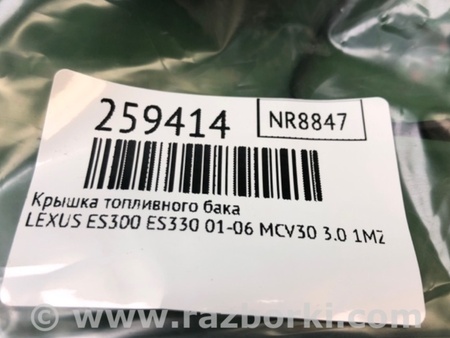 259414
NR8847
Крышка топливного бака
LEXUS ES300 ES330 01-06 MCV30 3.0 1MZ
© www.razborki.com